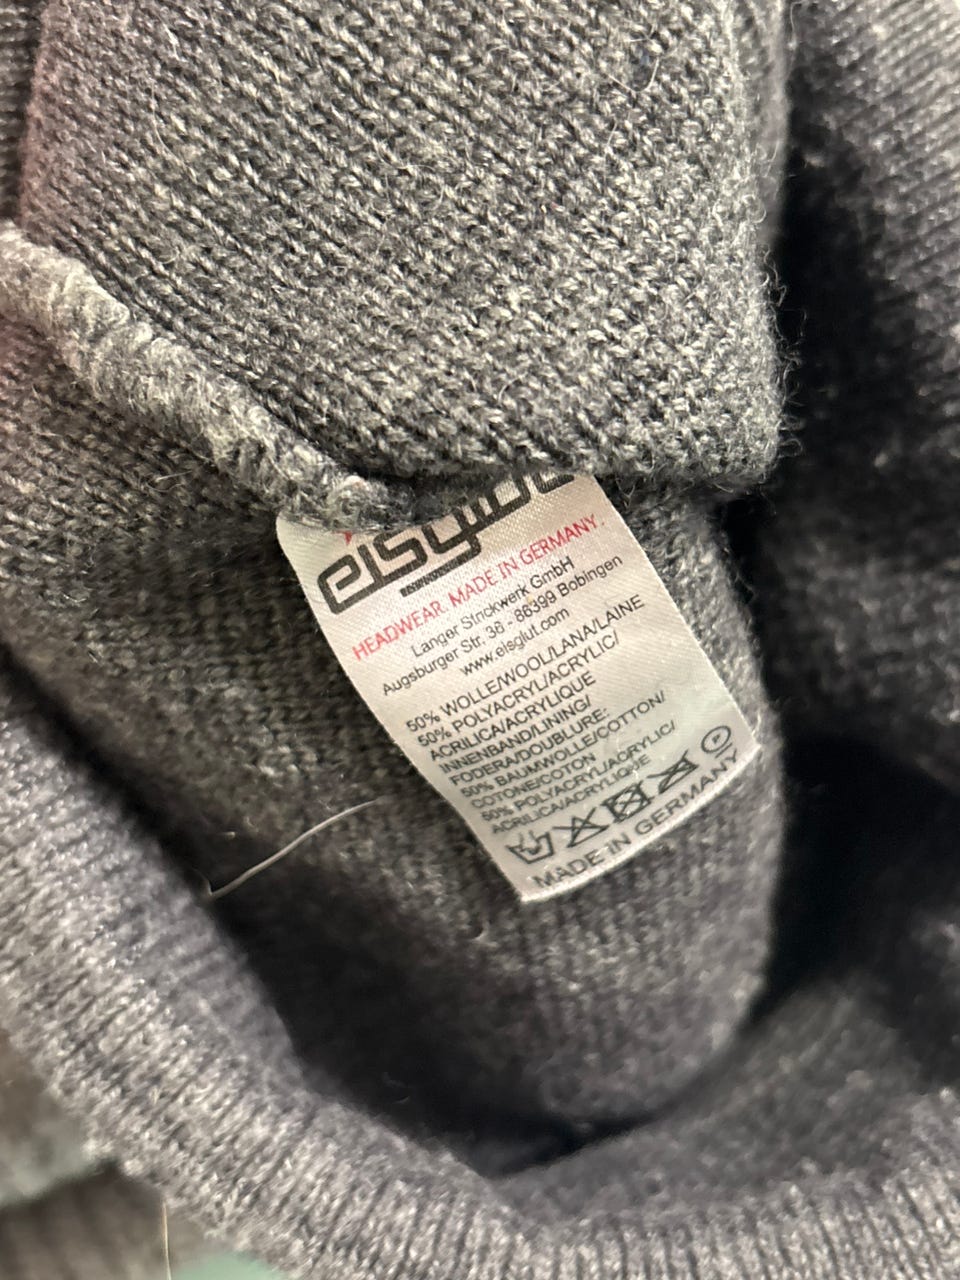 eisglut
HEADWEAR. MADE IN GERMANY.
Langer Strickwerk GmbH
Augsburger Str. 36 - 86399 Bobingen
www.eisglut.com
50% WOLLE/WOOL/LANA/LAINE
50% POLYACRYL/ACRYLIC/
ACRILICA/ACRYLIQUE
INNENBAND/LINING/
FODERA/DOUBLURE:
50% BAUMWOLLE/COTTON/
COTONE/COTON
50% POLYACRYL/ACRYLIC/
ACRILICA/ACRYLIQUE
P
MADE IN GERMANY